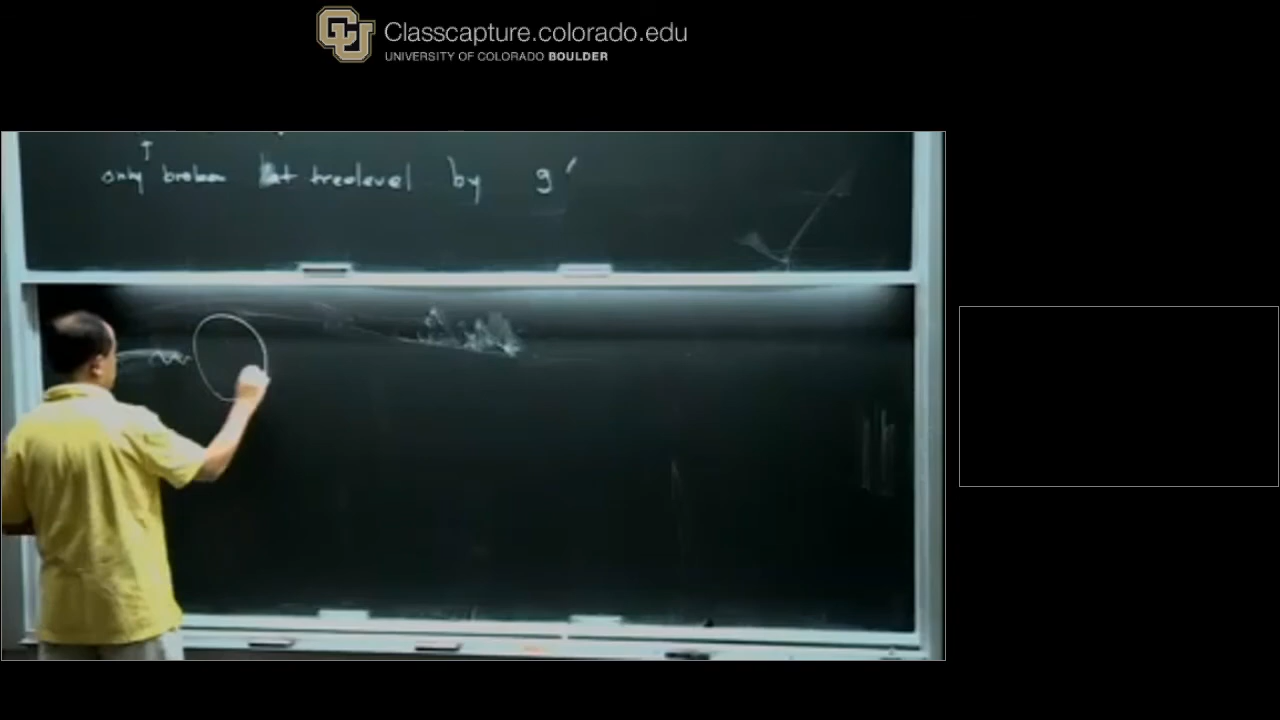 Classcapture.colorado.edu
UNIVERSITY OF COLORADO BOULDER
only broken at treelevel by g'